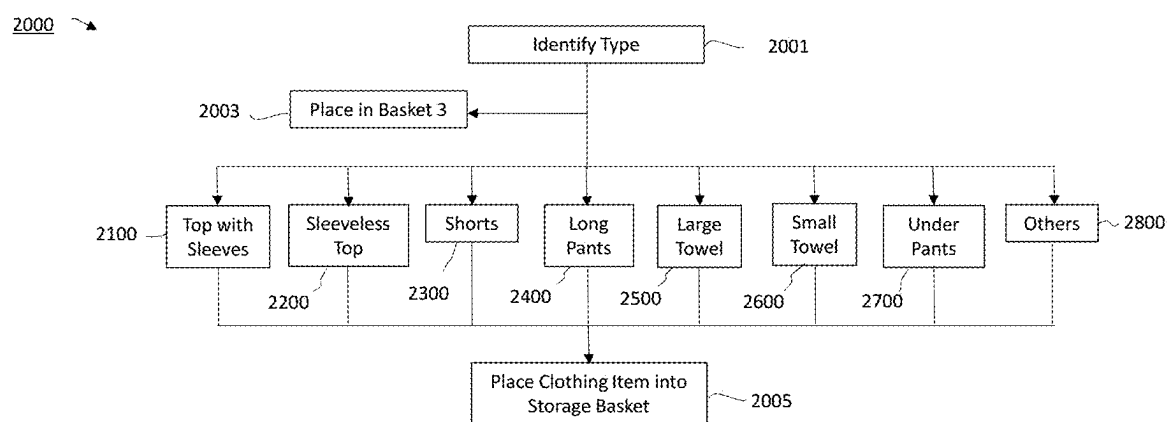 2000
Identify Type
2001
2003
Place in Basket 3
2100
Top with
Sleeves
Sleeveless
Top
Shorts
Long
Pants
Large
Towel
Small
Towel
Under
Pants
Others
2800
2200
2300
2400
2500
2600
2700
Place Clothing Item into
Storage Basket
2005